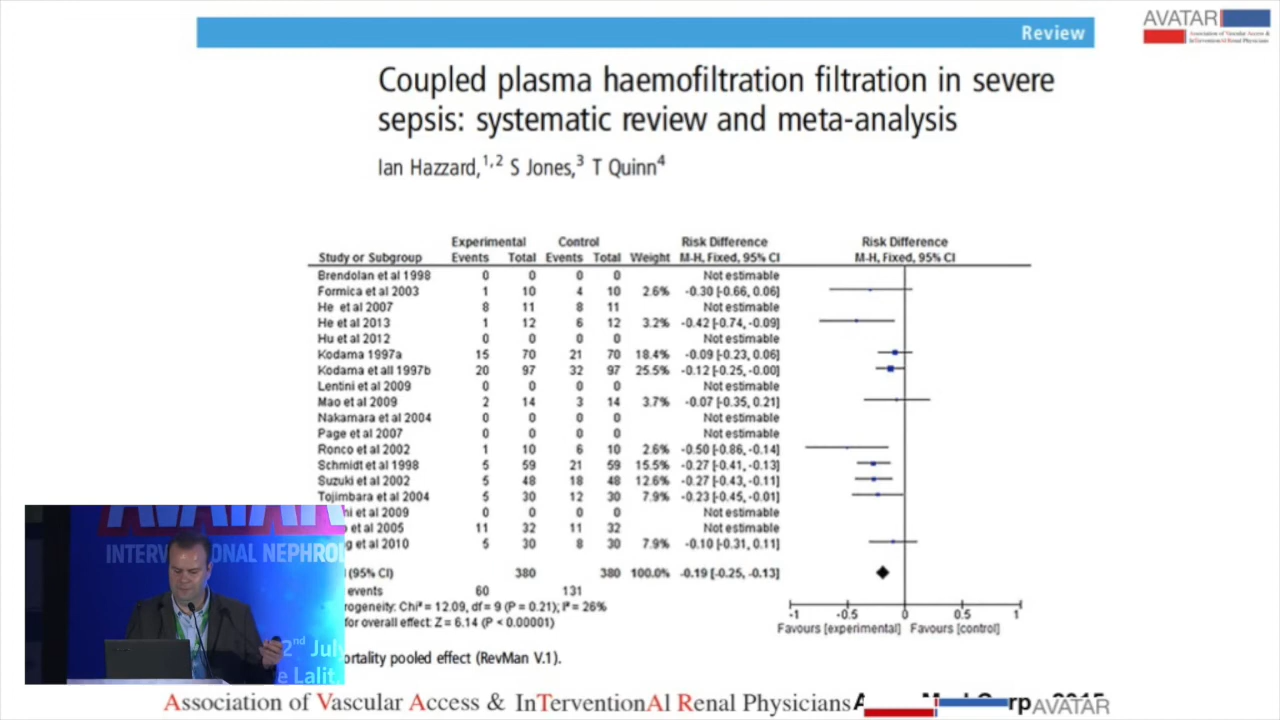 Review
AVATAR
Association of Vascular Access &
InTerventionAl Renal Physicians
Coupled plasma haemofiltration filtration in severe
sepsis: systematic review and meta-analysis
Ian Hazzard,1,2 S Jones,3 T Quinn4
Experimental Control Risk Difference Risk Difference
Study or Subgroup Events Total Events Total Weight M-H, Fixed, 95% CI M-H, Fixed, 95% CI
Brendolan et al 1998 0 0 0 0 Not estimable
Formica et al 2003 1 10 4 10 2.6% -0.30 [-0.66, 0.06]
He et al 2007 8 11 8 11 Not estimable
He et al 2013 1 12 6 12 3.2% -0.42 [-0.74, -0.09]
Hu et al 2012 0 0 0 0 Not estimable
Kodama 1997a 15 70 21 70 18.4% -0.09 [-0.23, 0.06]
Kodama et all 1997b 20 97 32 97 25.5% -0.12 [-0.25, -0.00]
Lentini et al 2009 0 0 0 0 Not estimable
Mao et al 2009 2 14 3 14 3.7% -0.07 [-0.35, 0.21]
Nakamara et al 2004 0 0 0 0 Not estimable
Page et al 2007 0 0 0 0 Not estimable
Ronco et al 2002 1 10 6 10 2.6% -0.50 [-0.86, -0.14]
Schmidt et al 1998 5 59 21 59 15.5% -0.27 [-0.41, -0.13]
Suzuki et al 2002 5 48 18 48 12.6% -0.27 [-0.43, -0.11]
Tojimbara et al 2004 5 30 12 30 7.9% -0.23 [-0.45, -0.01]
et al 2009 0 0 0 0 Not estimable
et al 2005 11 32 11 32 Not estimable
et al 2010 5 30 8 30 7.9% -0.10 [-0.31, 0.11]
(95% CI) 380 380 100.0% -0.19 [-0.25, -0.13]
events 60 131
rogeneity: Chi² = 12.09, df = 9 (P = 0.21); I² = 26%
for overall effect: Z = 6.14 (P < 0.00001)
-1 -0.5 0 0.5 1
Favours [experimental] Favours [control]
ortality pooled effect (RevMan V.1).
AVATAR
INTERNATIONAL NEPHRO
2nd July
e Lalit
Association of Vascular Access & InTerventionAl Renal Physicians
AVATAR